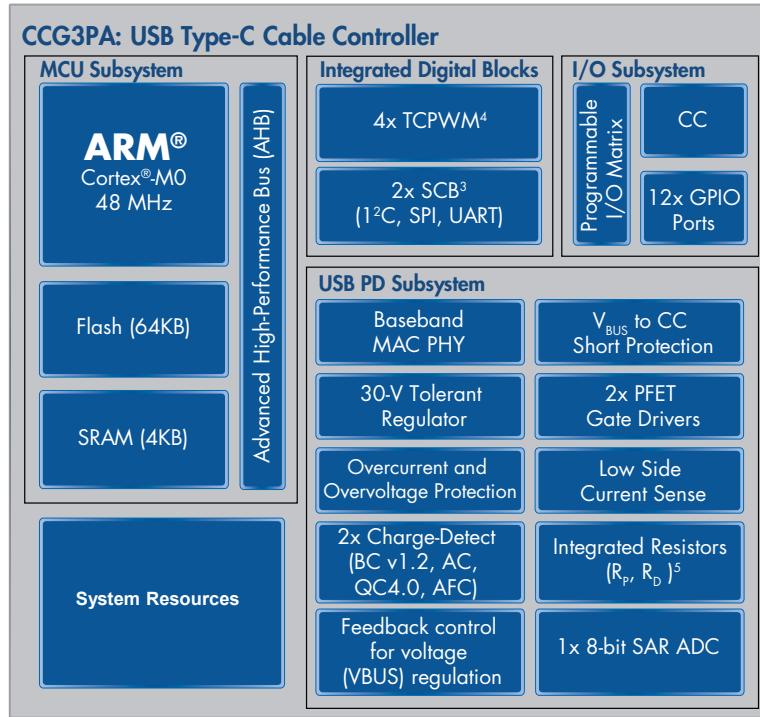 CCG3PA: USB Type-C Cable Controller
MCU Subsystem
ARM®
Cortex®-M0
48 MHz
Flash (64KB)
SRAM (4KB)
Advanced High-Performance Bus (AHB)
System Resources
Integrated Digital Blocks
4x TCPWM⁴
2x SCB³
(1²C, SPI, UART)
I/O Subsystem
Programmable
I/O Matrix
CC
12x GPIO
Ports
USB PD Subsystem
Baseband
MAC PHY
V_BUS to CC
Short Protection
30-V Tolerant
Regulator
2x PFET
Gate Drivers
Overcurrent and
Overvoltage Protection
Low Side
Current Sense
2x Charge-Detect
(BC v1.2, AC,
QC4.0, AFC)
Integrated Resistors
(R_P, R_D )⁵
Feedback control
for voltage
(VBUS) regulation
1x 8-bit SAR ADC